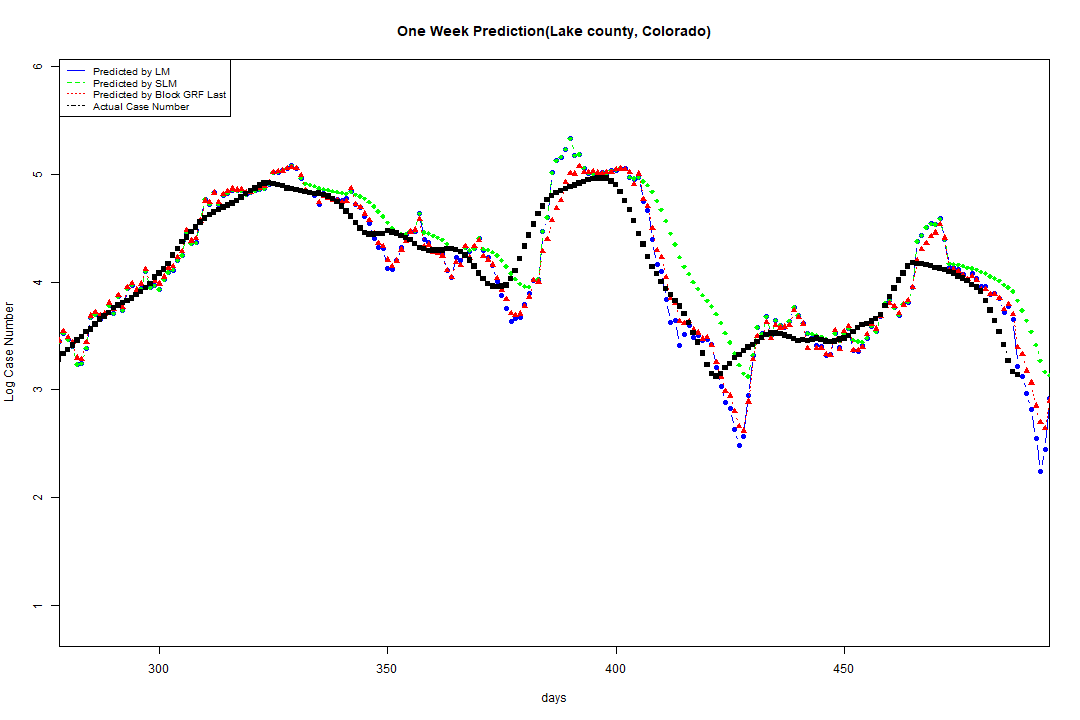 One Week Prediction(Lake county, Colorado)
Predicted by LM
Predicted by SLM
Predicted by Block GRF Last
Actual Case Number
Log Case Number
6
5
4
3
2
1
300
350
400
450
days